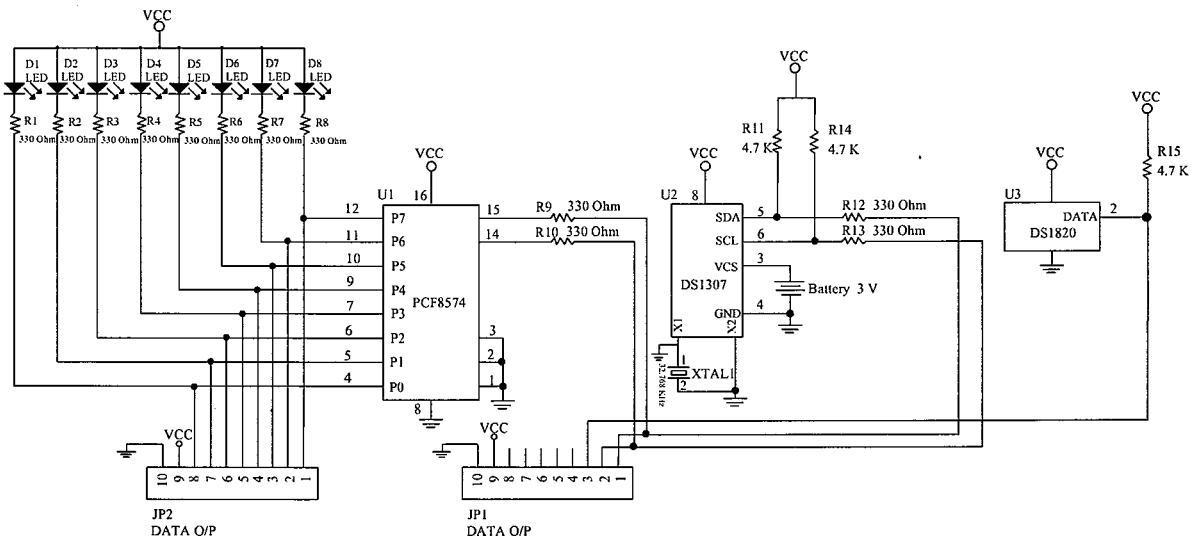 VCC
D1 LED
D2 LED
D3 LED
D4 LED
D5 LED
D6 LED
D7 LED
D8 LED
R1 330 Ohm
R2 330 Ohm
R3 330 Ohm
R4 330 Ohm
R5 330 Ohm
R6 330 Ohm
R7 330 Ohm
R8 330 Ohm
VCC
U1
16
12 P7
11 P6
10 P5
9 P4
7 P3
6 P2
5 P1
4 P0
PCF8574
15
14
3
2
1
8
R9 330 Ohm
R10 330 Ohm
VCC
R11
4.7 K
R14
4.7 K
VCC
U2
8
SDA 5
SCL 6
VCS 3
GND 4
DS1307
X1
X2
R12 330 Ohm
R13 330 Ohm
Battery 3 V
1
XTAL1
2
32.768 KHz
VCC
U3
DATA 2
DS1820
VCC
R15
4.7 K
VCC
10 9 8 7 6 5 4 3 2 1
JP2
DATA O/P
VCC
10 9 8 7 6 5 4 3 2 1
JP1
DATA O/P